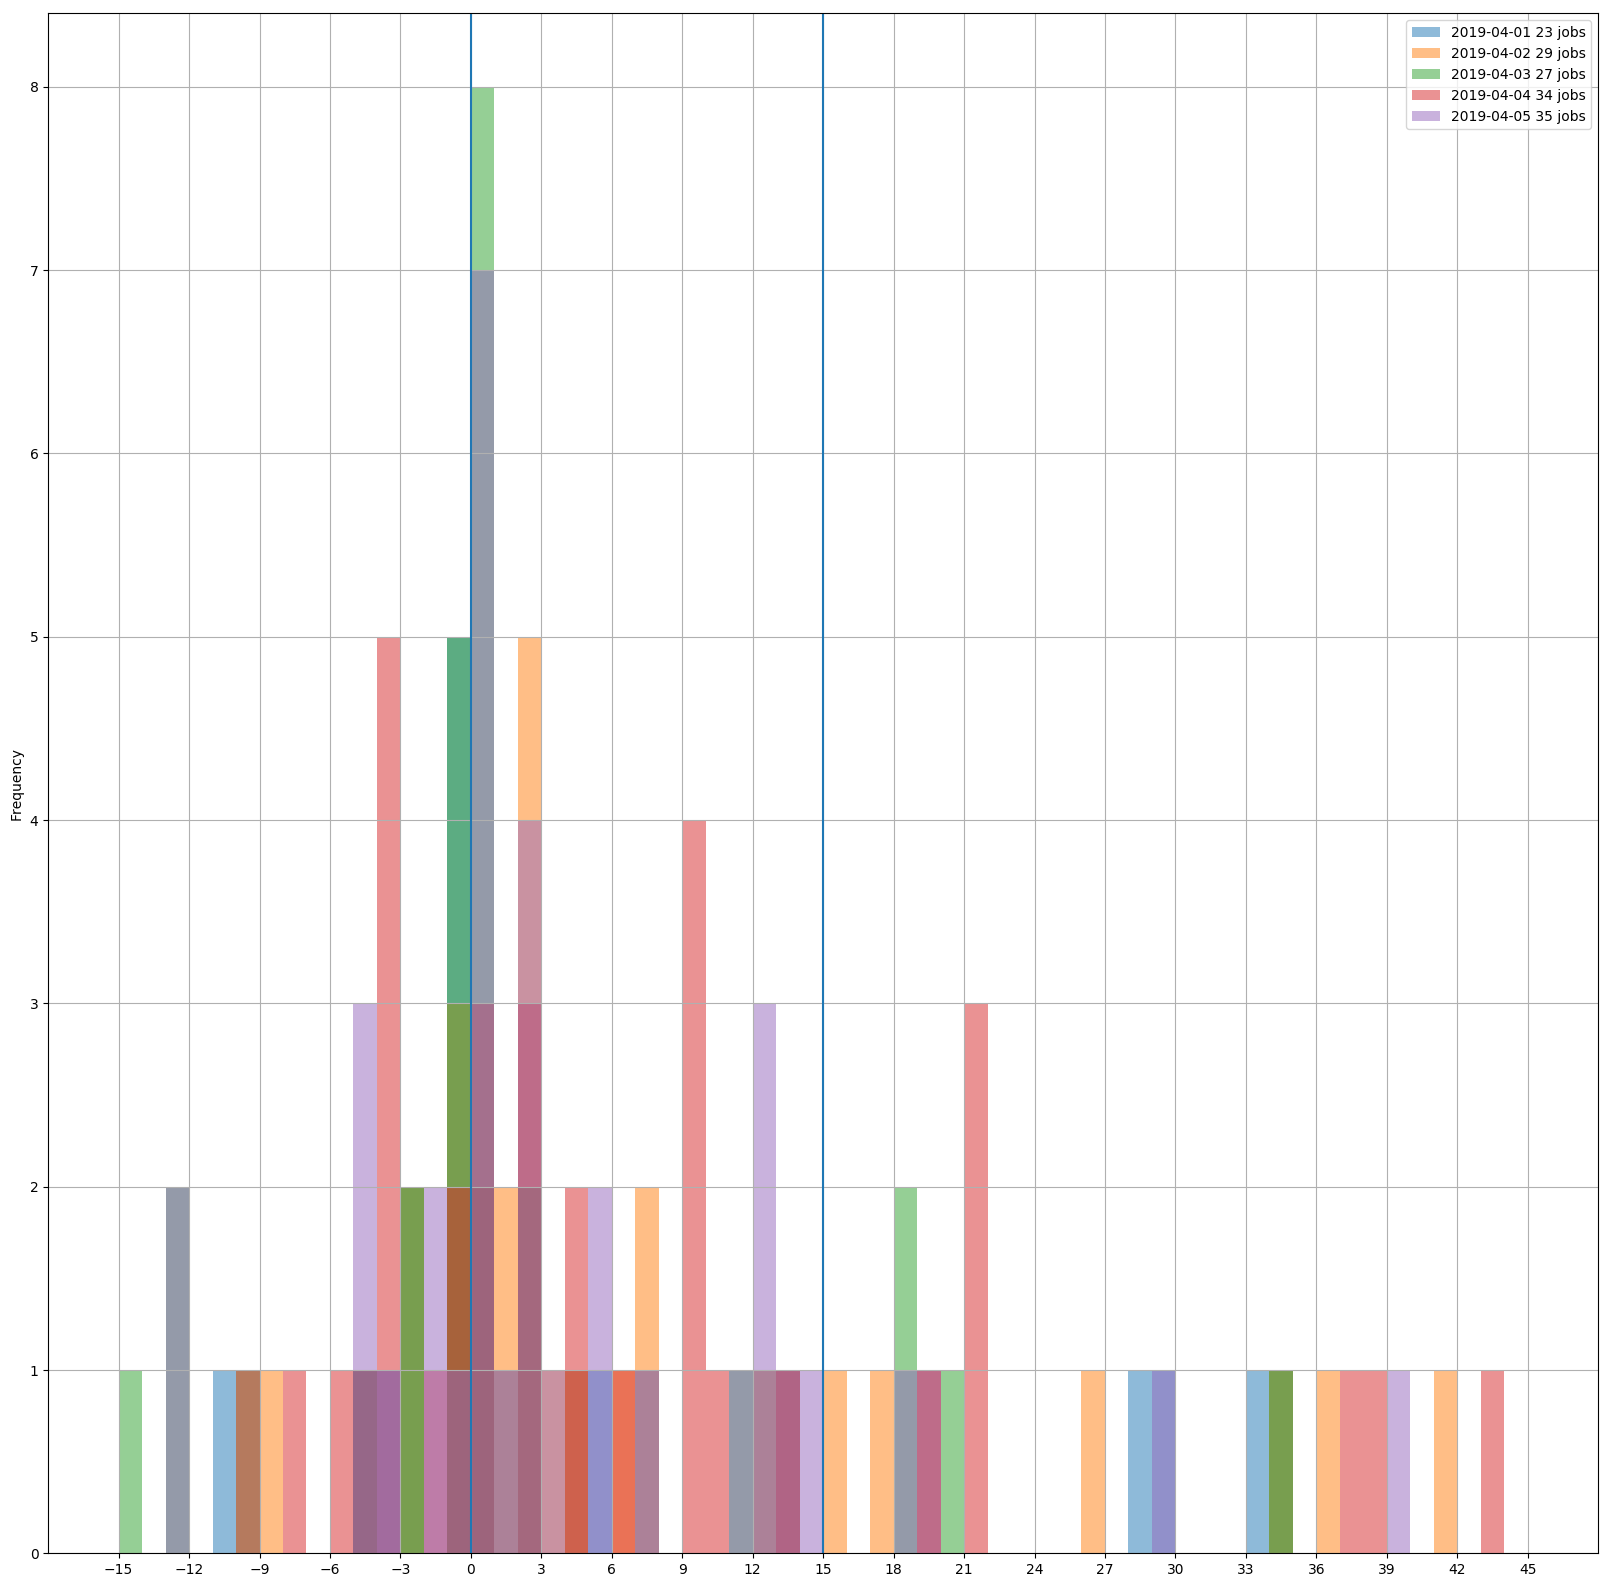 2019-04-01 23 jobs
2019-04-02 29 jobs
2019-04-03 27 jobs
2019-04-04 34 jobs
2019-04-05 35 jobs
8
7
6
5
4
3
2
1
0
Frequency
−15 −12 −9 −6 −3 0 3 6 9 12 15 18 21 24 27 30 33 36 39 42 45